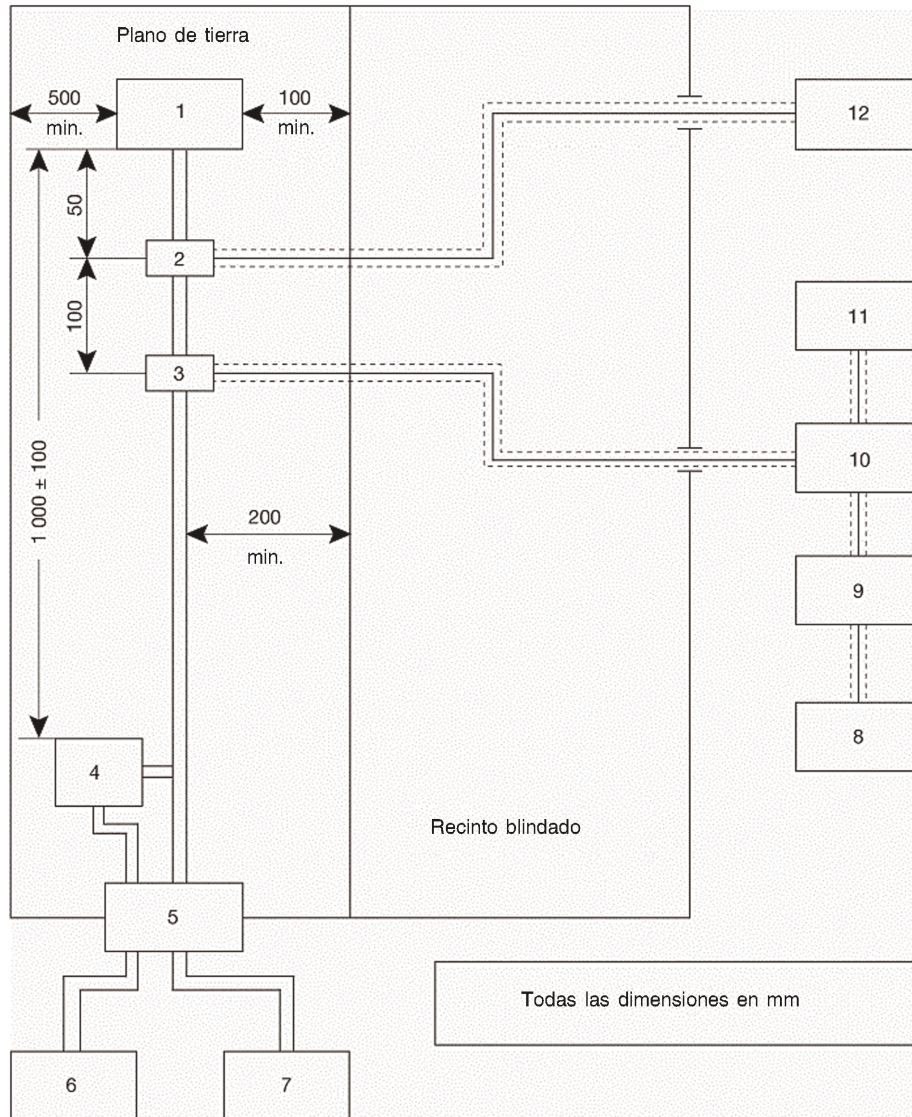 Plano de tierra
500
min.
1
100
min.
12
50
2
100
3
11
10
1 000 ± 100
200
min.
9
4
8
Recinto blindado
5
Todas las dimensiones en mm
6
7